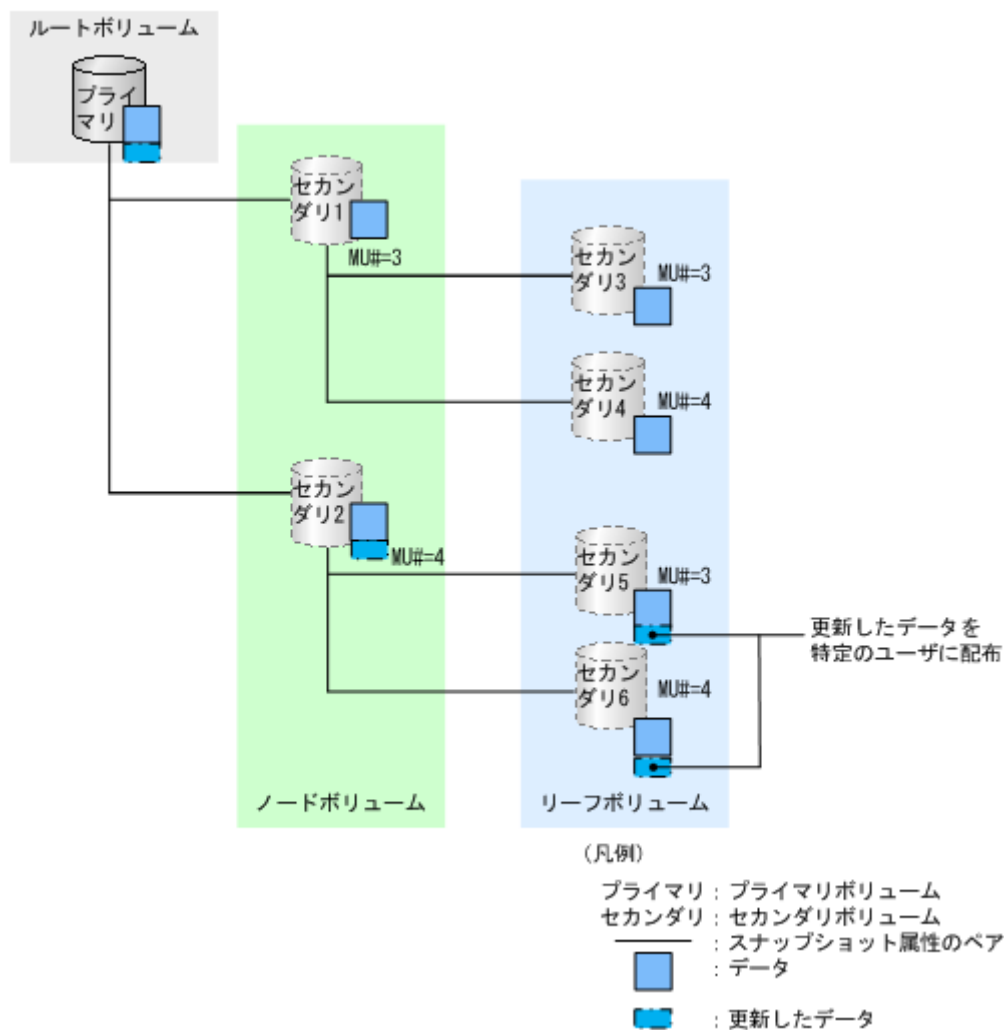 ルートボリューム
プライ
マリ
セカン
ダリ1
MU#=3
セカン
ダリ3
MU#=3
セカン
ダリ4
MU#=4
セカン
ダリ2
MU#=4
セカン
ダリ5
MU#=3
更新したデータを
特定のユーザに配布
セカン
ダリ6
MU#=4
ノードボリューム
リーフボリューム
(凡例)
プライマリ : プライマリボリューム
セカンダリ : セカンダリボリューム
: スナップショット属性のペア
: データ
: 更新したデータ